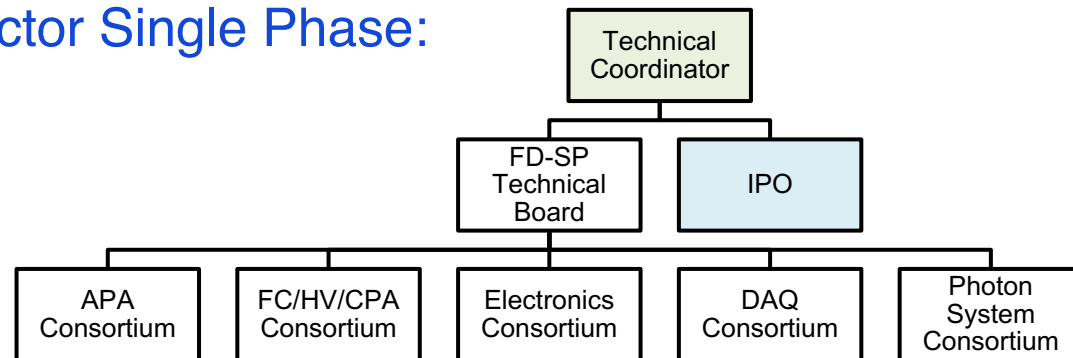 ctor Single Phase:
Technical
Coordinator
FD-SP
Technical
Board
IPO
APA
Consortium
FC/HV/CPA
Consortium
Electronics
Consortium
DAQ
Consortium
Photon
System
Consortium